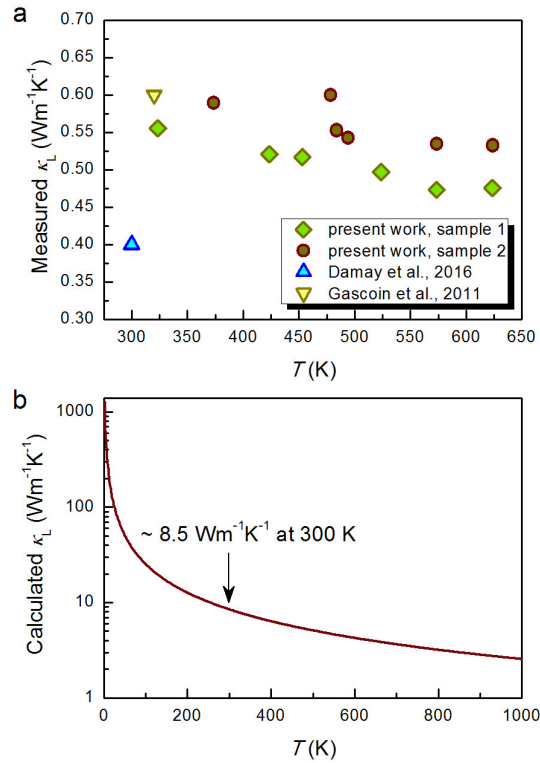 a
Measured κL (Wm-1K-1)
0.70
0.65
0.60
0.55
0.50
0.45
0.40
0.35
0.30
present work, sample 1
present work, sample 2
Damay et al., 2016
Gascoin et al., 2011
300 350 400 450 500 550 600 650
T (K)
b
Calculated κL (Wm-1K-1)
1000
100
10
1
~ 8.5 Wm-1K-1 at 300 K
0 200 400 600 800 1000
T (K)